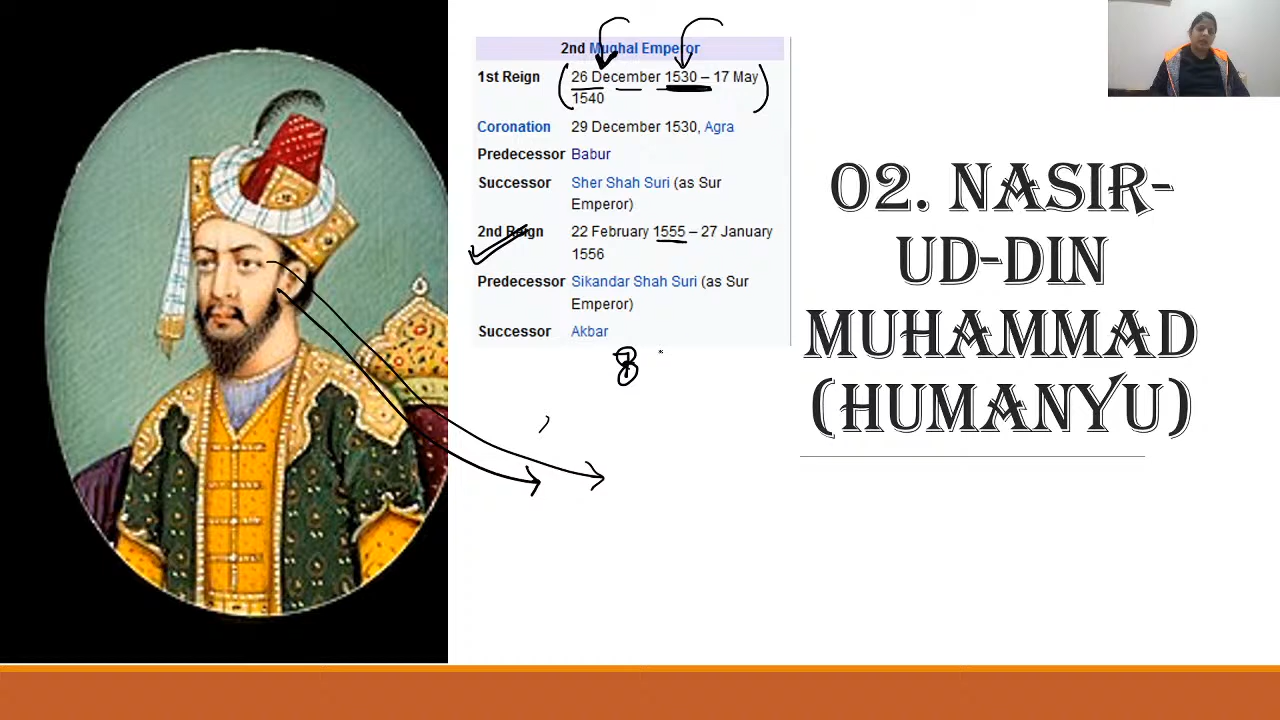 2nd Mughal Emperor
1st Reign 26 December 1530 – 17 May
1540
Coronation 29 December 1530, Agra
Predecessor Babur
Successor Sher Shah Suri (as Sur
Emperor)
2nd Reign 22 February 1555 – 27 January
1556
Predecessor Sikandar Shah Suri (as Sur
Emperor)
Successor Akbar
02. NASIR-
UD-DIN
MUHAMMAD
(HUMANYU)